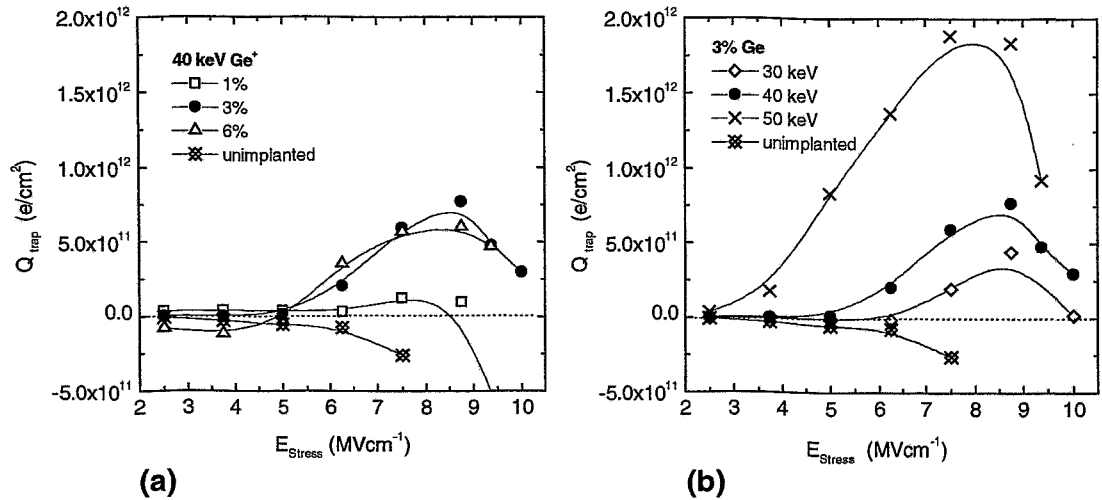 2.0x10¹²
1.5x10¹²
1.0x10¹²
5.0x10¹¹
0.0
-5.0x10¹¹
Q_trap (e/cm²)
40 keV Ge⁺
1%
3%
6%
unimplanted
2 3 4 5 6 7 8 9 10
E_Stress (MVcm⁻¹)
(a)
2.0x10¹²
1.5x10¹²
1.0x10¹²
5.0x10¹¹
0.0
-5.0x10¹¹
Q_trap (e/cm²)
3% Ge
30 keV
40 keV
50 keV
unimplanted
2 3 4 5 6 7 8 9 10
E_Stress (MVcm⁻¹)
(b)